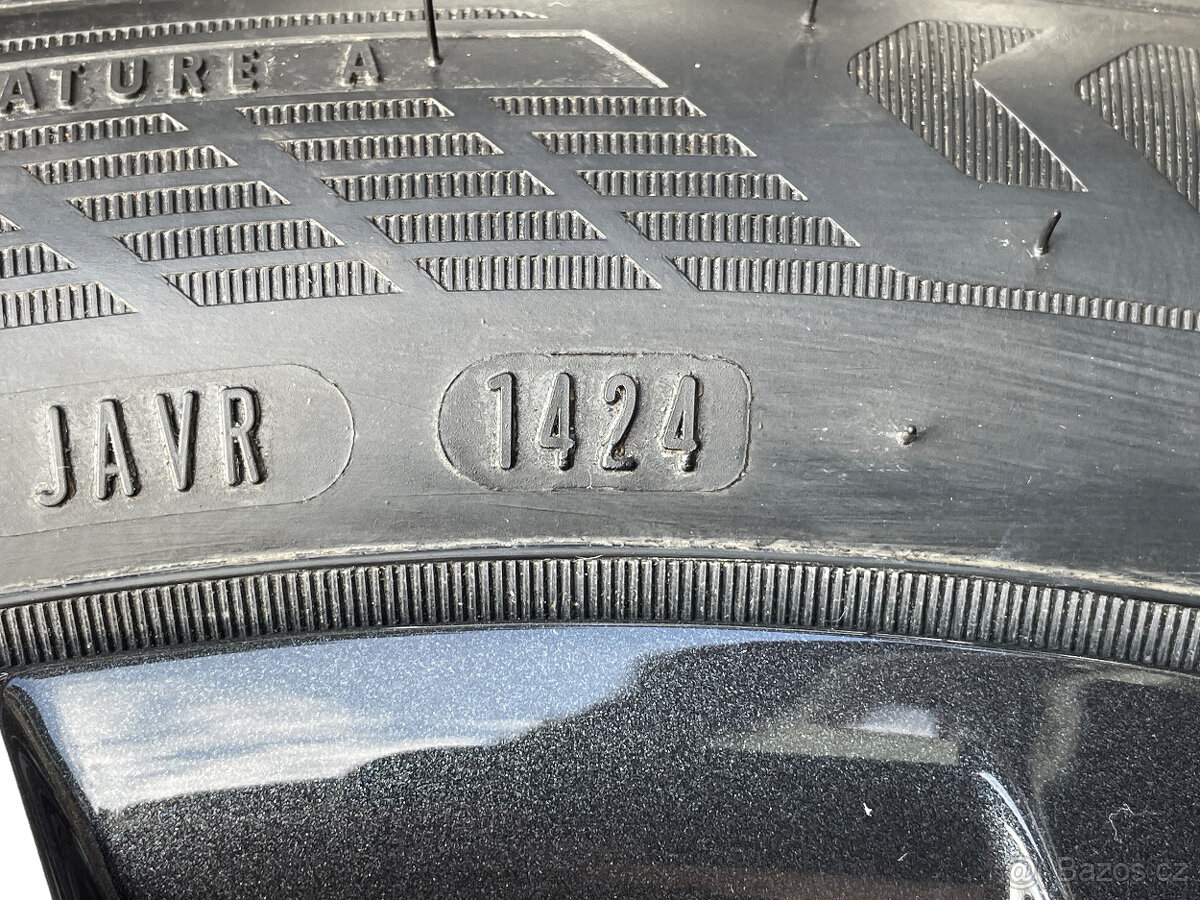 ATURE A
JAVR 1424
@ Bazos.cz